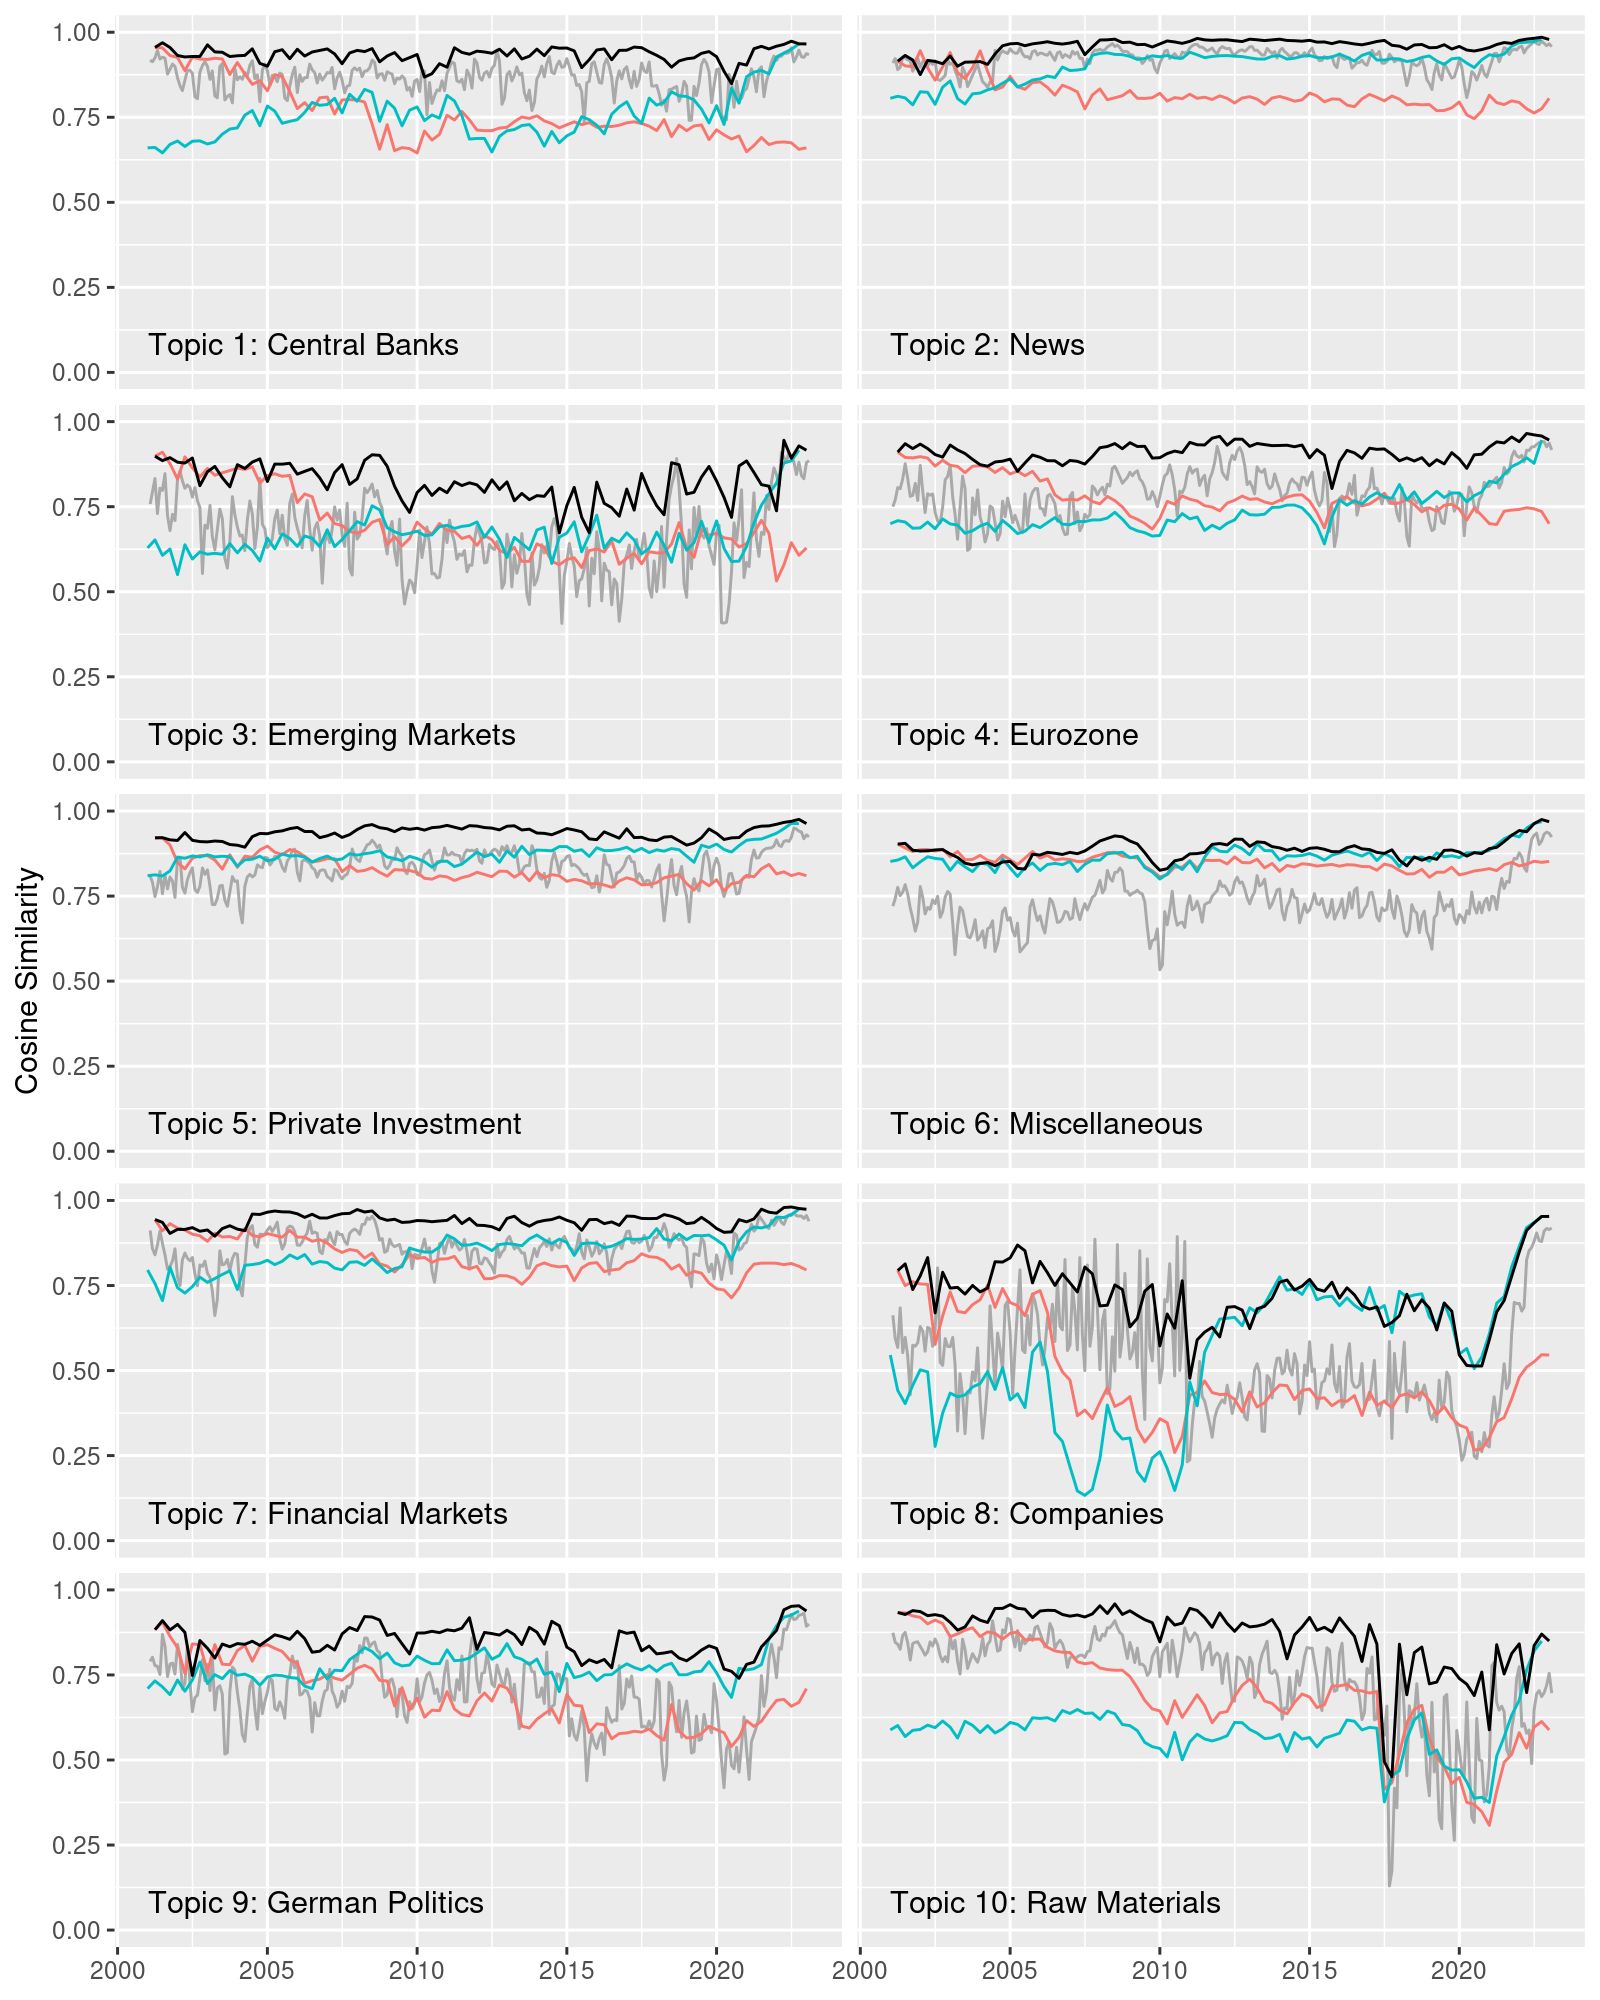 Cosine Similarity
1.00
0.75
0.50
0.25
0.00
Topic 1: Central Banks
Topic 2: News
1.00
0.75
0.50
0.25
0.00
Topic 3: Emerging Markets
Topic 4: Eurozone
1.00
0.75
0.50
0.25
0.00
Topic 5: Private Investment
Topic 6: Miscellaneous
1.00
0.75
0.50
0.25
0.00
Topic 7: Financial Markets
Topic 8: Companies
1.00
0.75
0.50
0.25
0.00
Topic 9: German Politics
Topic 10: Raw Materials
2000 2005 2010 2015 2020 2000 2005 2010 2015 2020